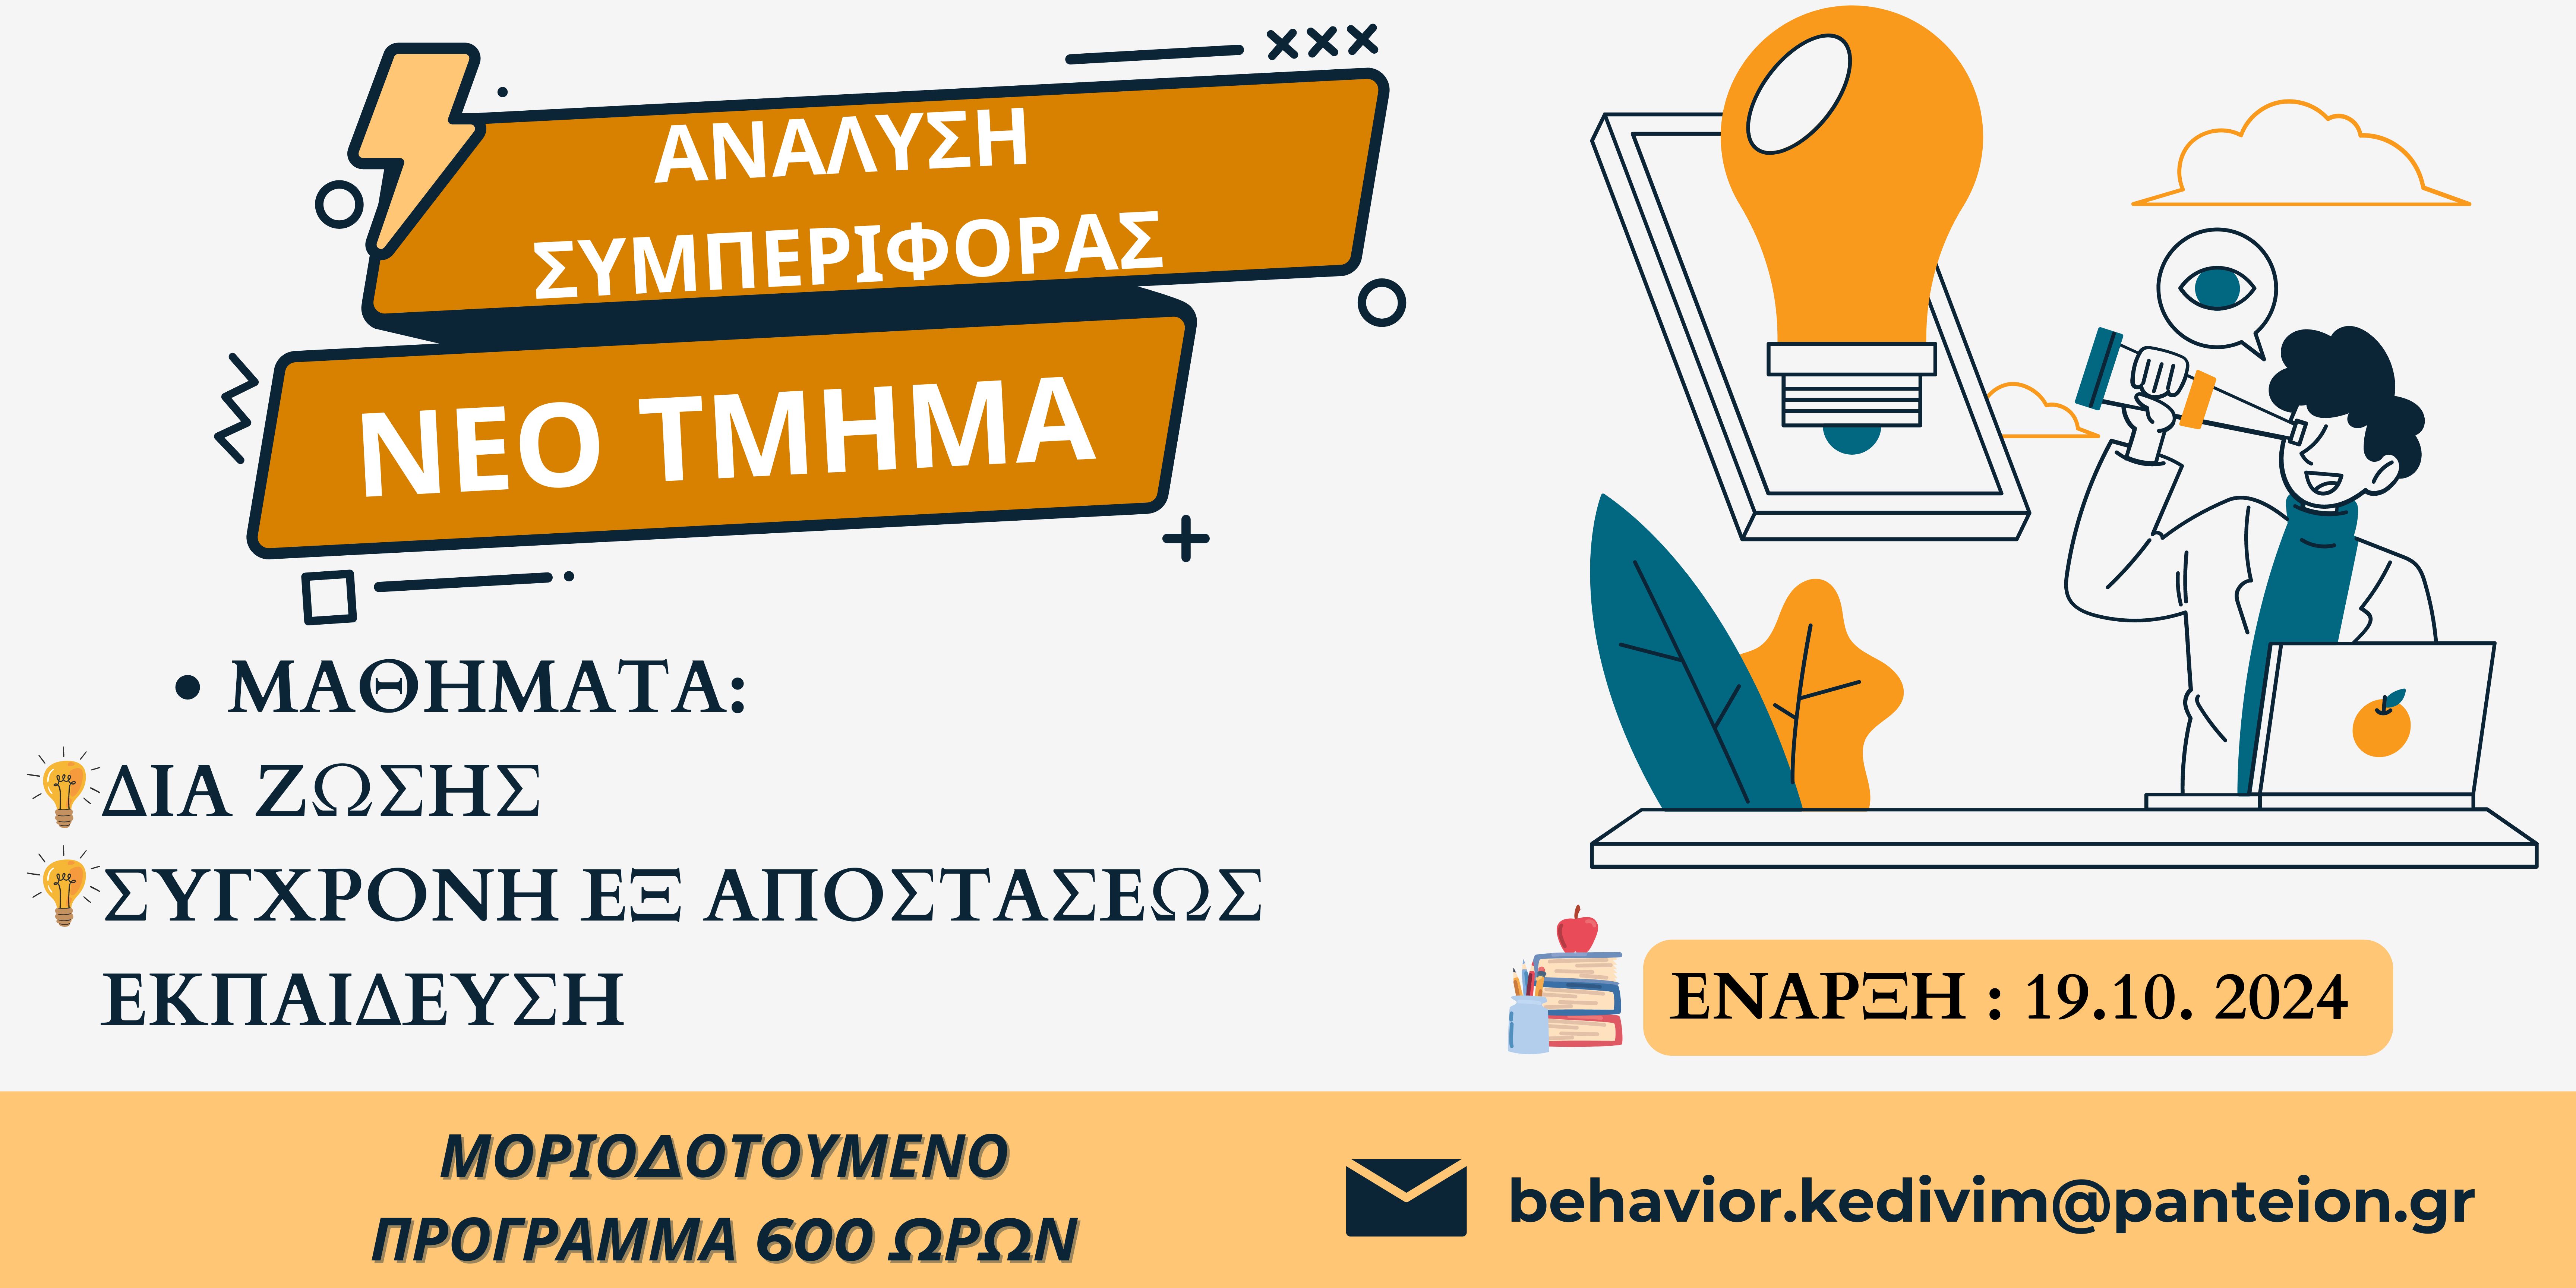 ΑΝΑΛΥΣΗ
ΣΥΜΠΕΡΙΦΟΡΑΣ
ΝΕΟ ΤΜΗΜΑ
• ΜΑΘΗΜΑΤΑ:
ΔΙΑ ΖΩΣΗΣ
ΣΥΓΧΡΟΝΗ ΕΞ ΑΠΟΣΤΑΣΕΩΣ
ΕΚΠΑΙΔΕΥΣΗ
ΕΝΑΡΞΗ : 19.10. 2024
ΜΟΡΙΟΔΟΤΟΥΜΕΝΟ
ΠΡΟΓΡΑΜΜΑ 600 ΩΡΩΝ
behavior.kedivim@panteion.gr